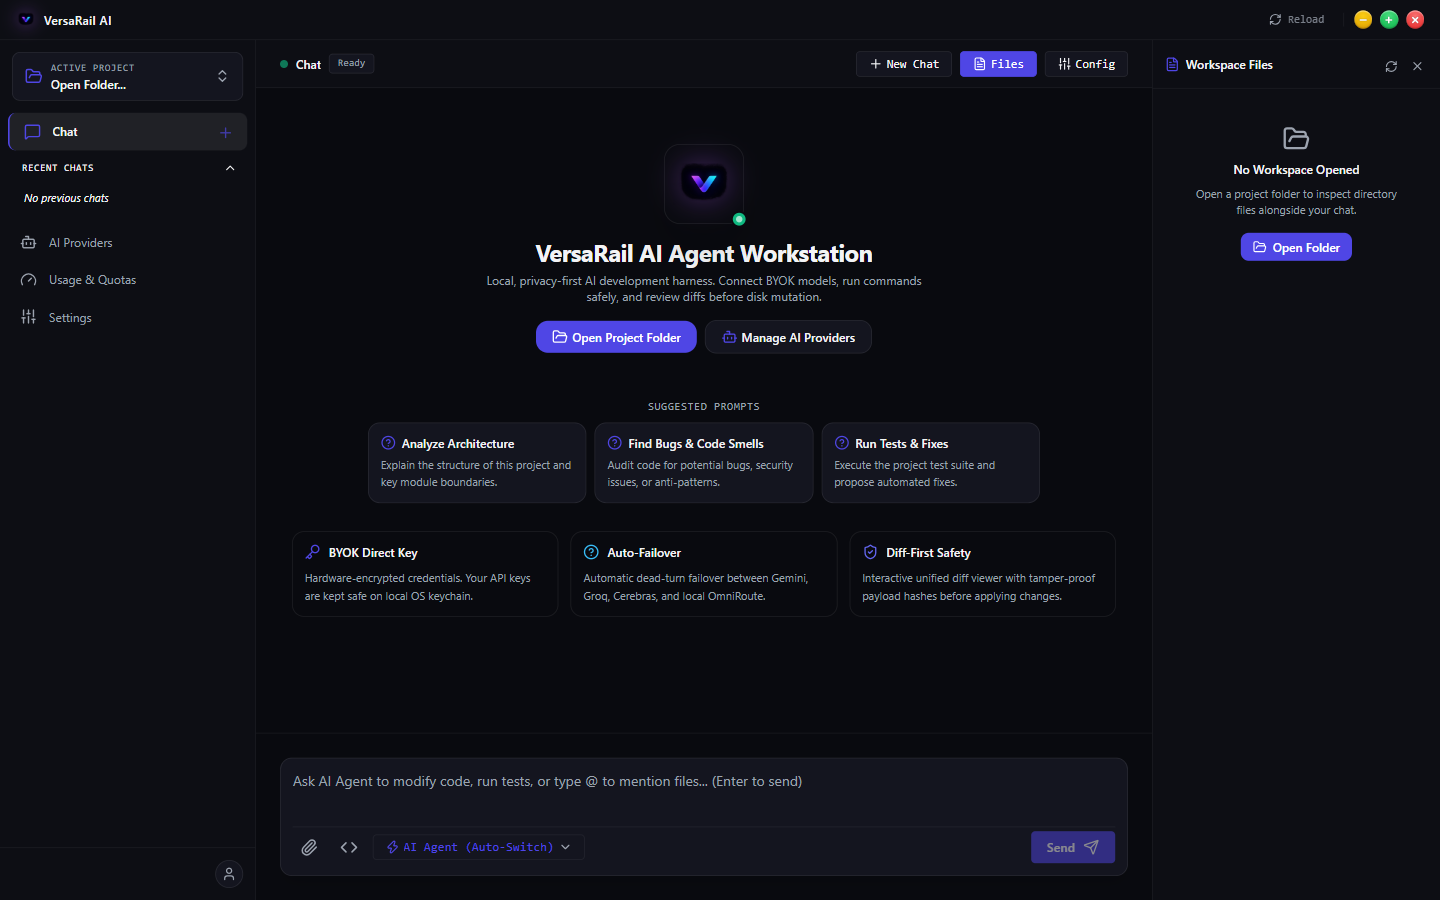 VersaRail AI
Reload
ACTIVE PROJECT
Open Folder...
Chat
RECENT CHATS
No previous chats
AI Providers
Usage & Quotas
Settings
Chat
Ready
New Chat
Files
Config
VersaRail AI Agent Workstation
Local, privacy-first AI development harness. Connect BYOK models, run commands
safely, and review diffs before disk mutation.
Open Project Folder
Manage AI Providers
SUGGESTED PROMPTS
Analyze Architecture
Explain the structure of this project and
key module boundaries.
Find Bugs & Code Smells
Audit code for potential bugs, security
issues, or anti-patterns.
Run Tests & Fixes
Execute the project test suite and
propose automated fixes.
BYOK Direct Key
Hardware-encrypted credentials. Your API keys
are kept safe on local OS keychain.
Auto-Failover
Automatic dead-turn failover between Gemini,
Groq, Cerebras, and local OmniRoute.
Diff-First Safety
Interactive unified diff viewer with tamper-proof
payload hashes before applying changes.
Ask AI Agent to modify code, run tests, or type @ to mention files... (Enter to send)
AI Agent (Auto-Switch)
Send
Workspace Files
No Workspace Opened
Open a project folder to inspect directory
files alongside your chat.
Open Folder